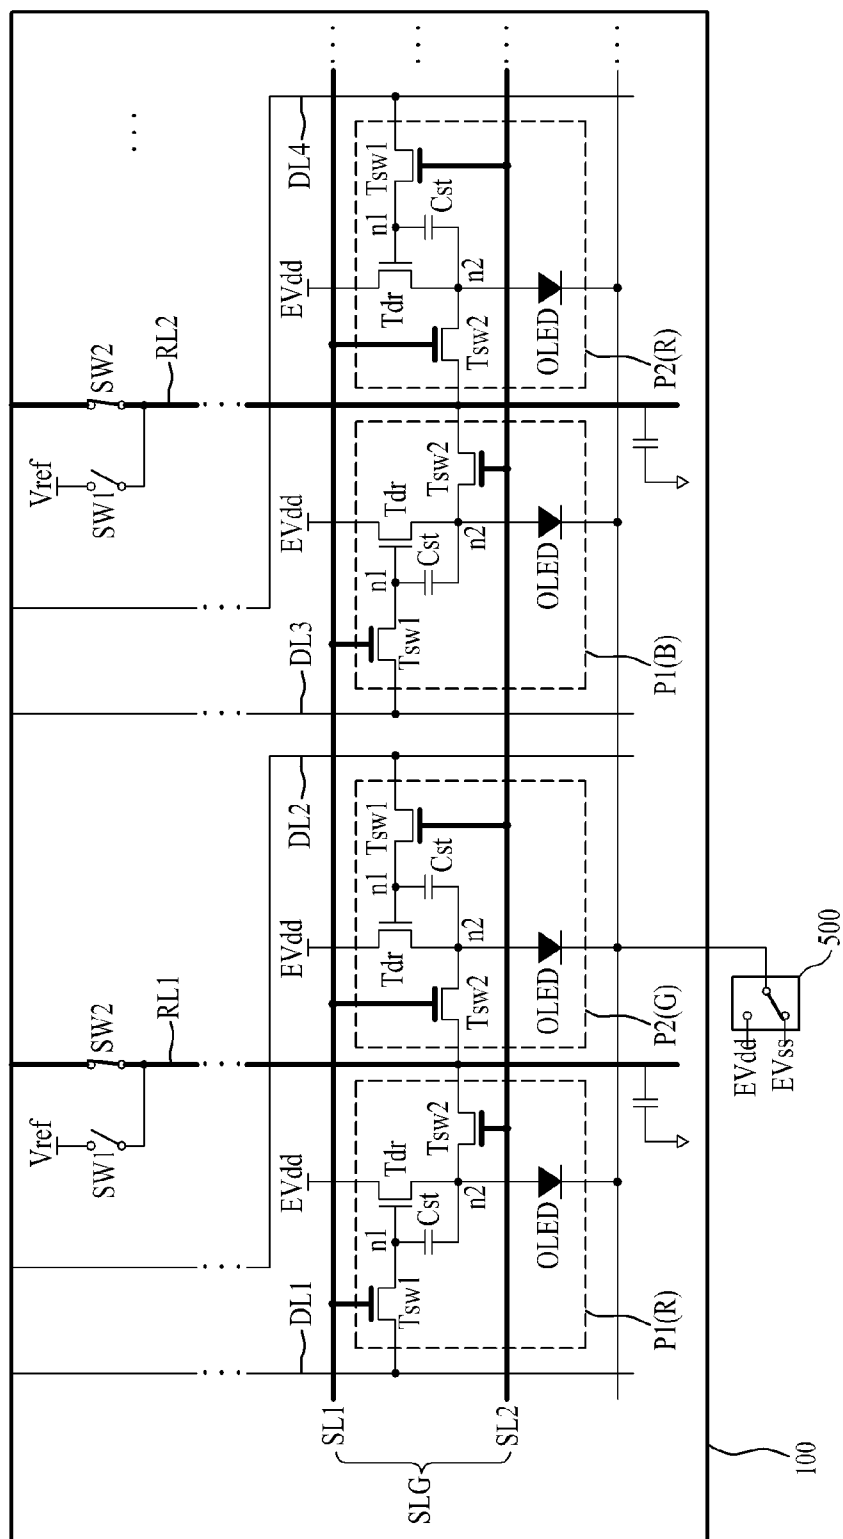 Vref
SW1
SW2
RL1
Vref
SW1
SW2
RL2
. . .
DL1
EVdd
EVdd
DL2
DL3
EVdd
EVdd
DL4
SLG
SL1
SL2
Tsw1
n1
Cst
Tdr
n2
Tsw2
OLED
P1(R)
Tsw2
Tdr
n1
Cst
Tsw1
n2
OLED
P2(G)
Tsw1
n1
Cst
Tdr
n2
Tsw2
OLED
P1(B)
Tsw2
Tdr
n1
Cst
Tsw1
n2
OLED
P2(R)
100
EVdd
EVss
500